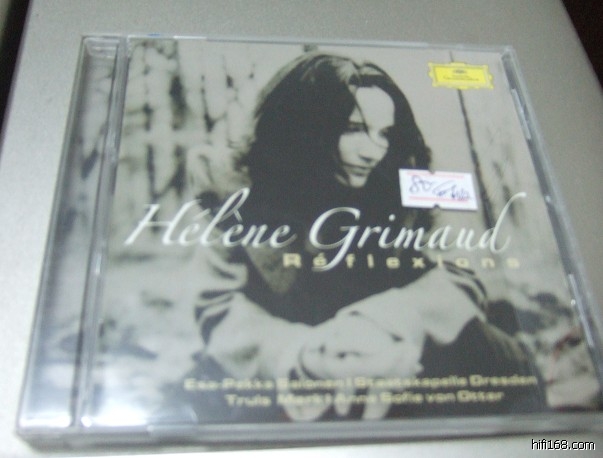 Hélène Grimaud
Réflexions
Esa-Pekka Salonen | Staatskapelle Dresden
Truls Mørk | Anne Sofie von Otter
hifi168.com